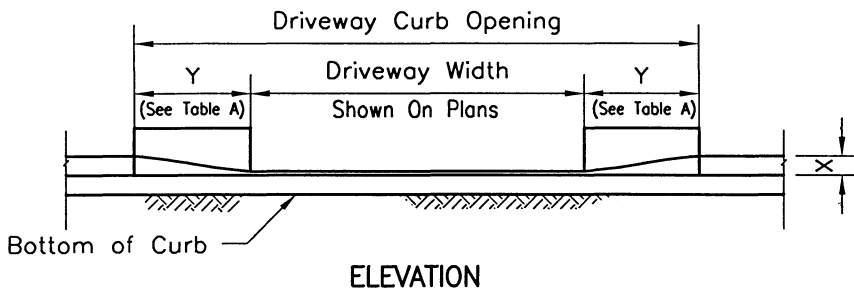 Driveway Curb Opening
Y
Driveway Width
Y
(See Table A)
Shown On Plans
(See Table A)
X
Bottom of Curb
ELEVATION